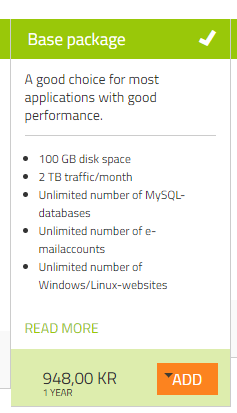 Base package
A good choice for most
applications with good
performance.
100 GB disk space
2 TB traffic/month
Unlimited number of MySQL-
databases
Unlimited number of e-
mailaccounts
Unlimited number of
Windows/Linux-websites
READ MORE
948,00 KR
1 YEAR
ADD